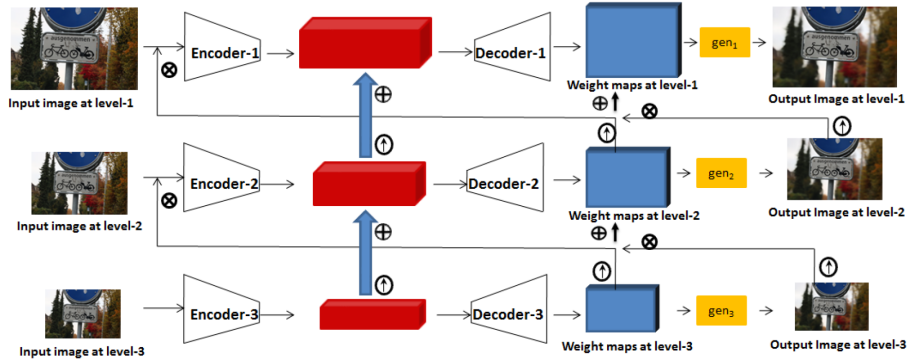 ausgenommen
Encoder-1
Decoder-1
gen₁
Input image at level-1
Weight maps at level-1
Output Image at level-1
⊗
⊕
⊕
⊗
↑
↑
↑
Encoder-2
Decoder-2
gen₂
Input image at level-2
Weight maps at level-2
Output Image at level-2
⊗
⊕
⊕
⊗
↑
↑
↑
Encoder-3
Decoder-3
gen₃
Input image at level-3
Weight maps at level-3
Output Image at level-3